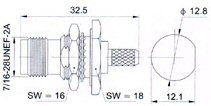 32.5
ø 12.8
7/16-28UNEF-2A
SW = 16
SW = 18
12.1